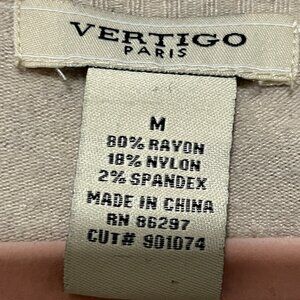 VERTIGO
PARIS
M
80% RAYON
18% NYLON
2% SPANDEX
MADE IN CHINA
RN 86297
CUT# 901074